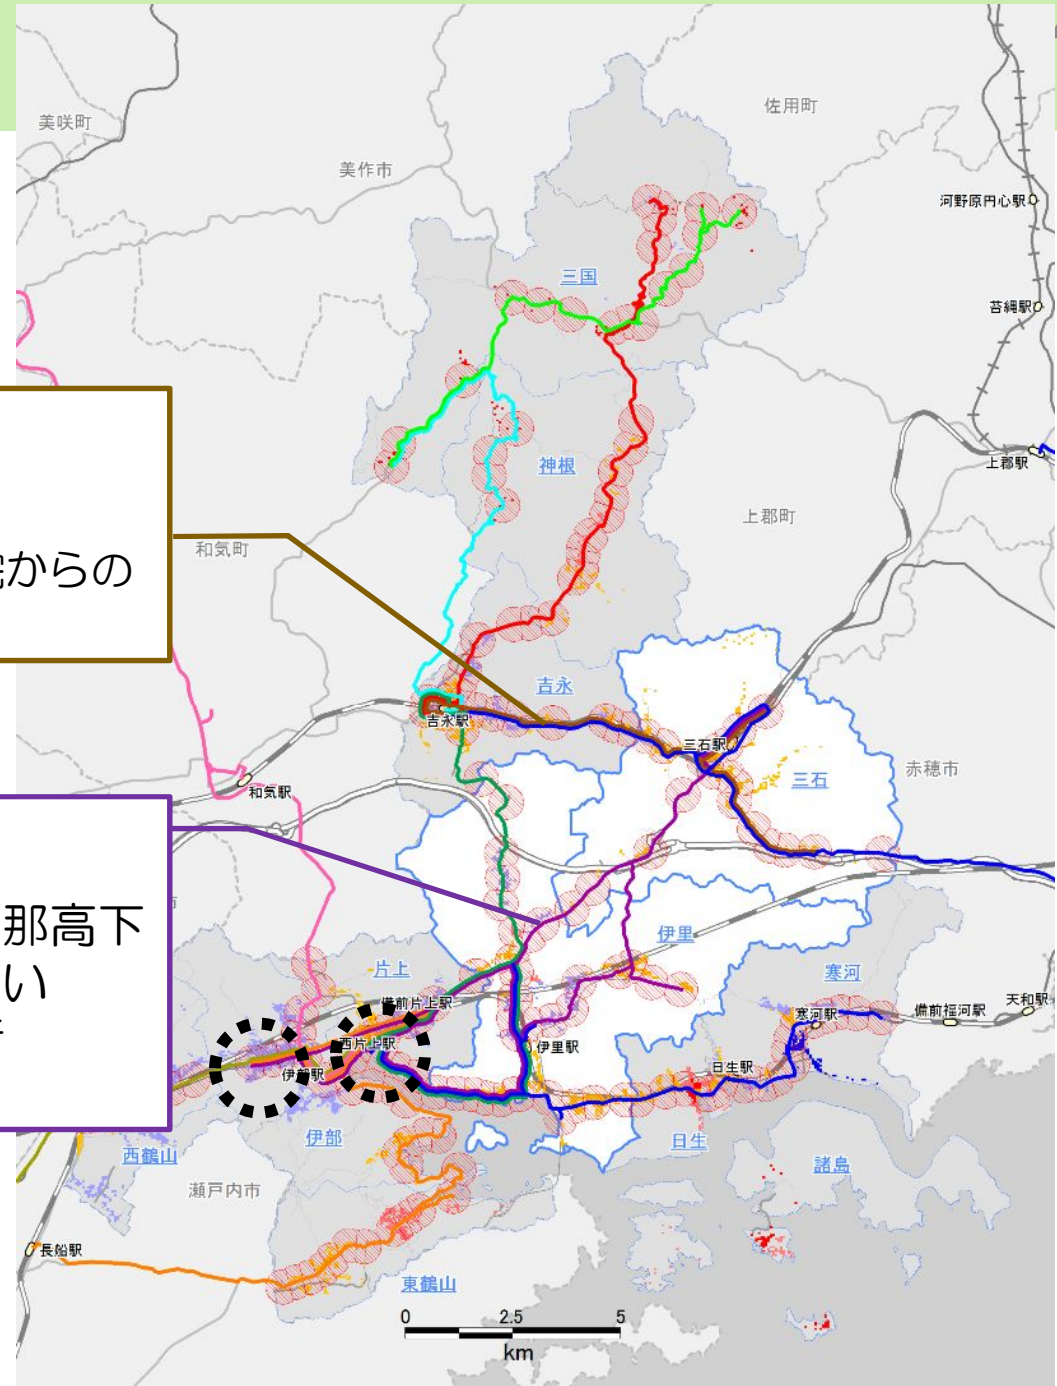 佐用町
美咲町
美作市
河野原円心駅
三国
苔縄駅
上郡駅
神根
上郡町
和気町
宅からの
吉永
吉永駅
三石駅
赤穂市
三石
和気駅
那高下
い
伊里
片上
寒河
備前片上駅
天和駅
備前福河駅
寒河駅
西片上駅
伊里駅
日生駅
伊部駅
伊部
日生
西鶴山
諸島
瀬戸内市
長船駅
東鶴山
0 2.5 5
km